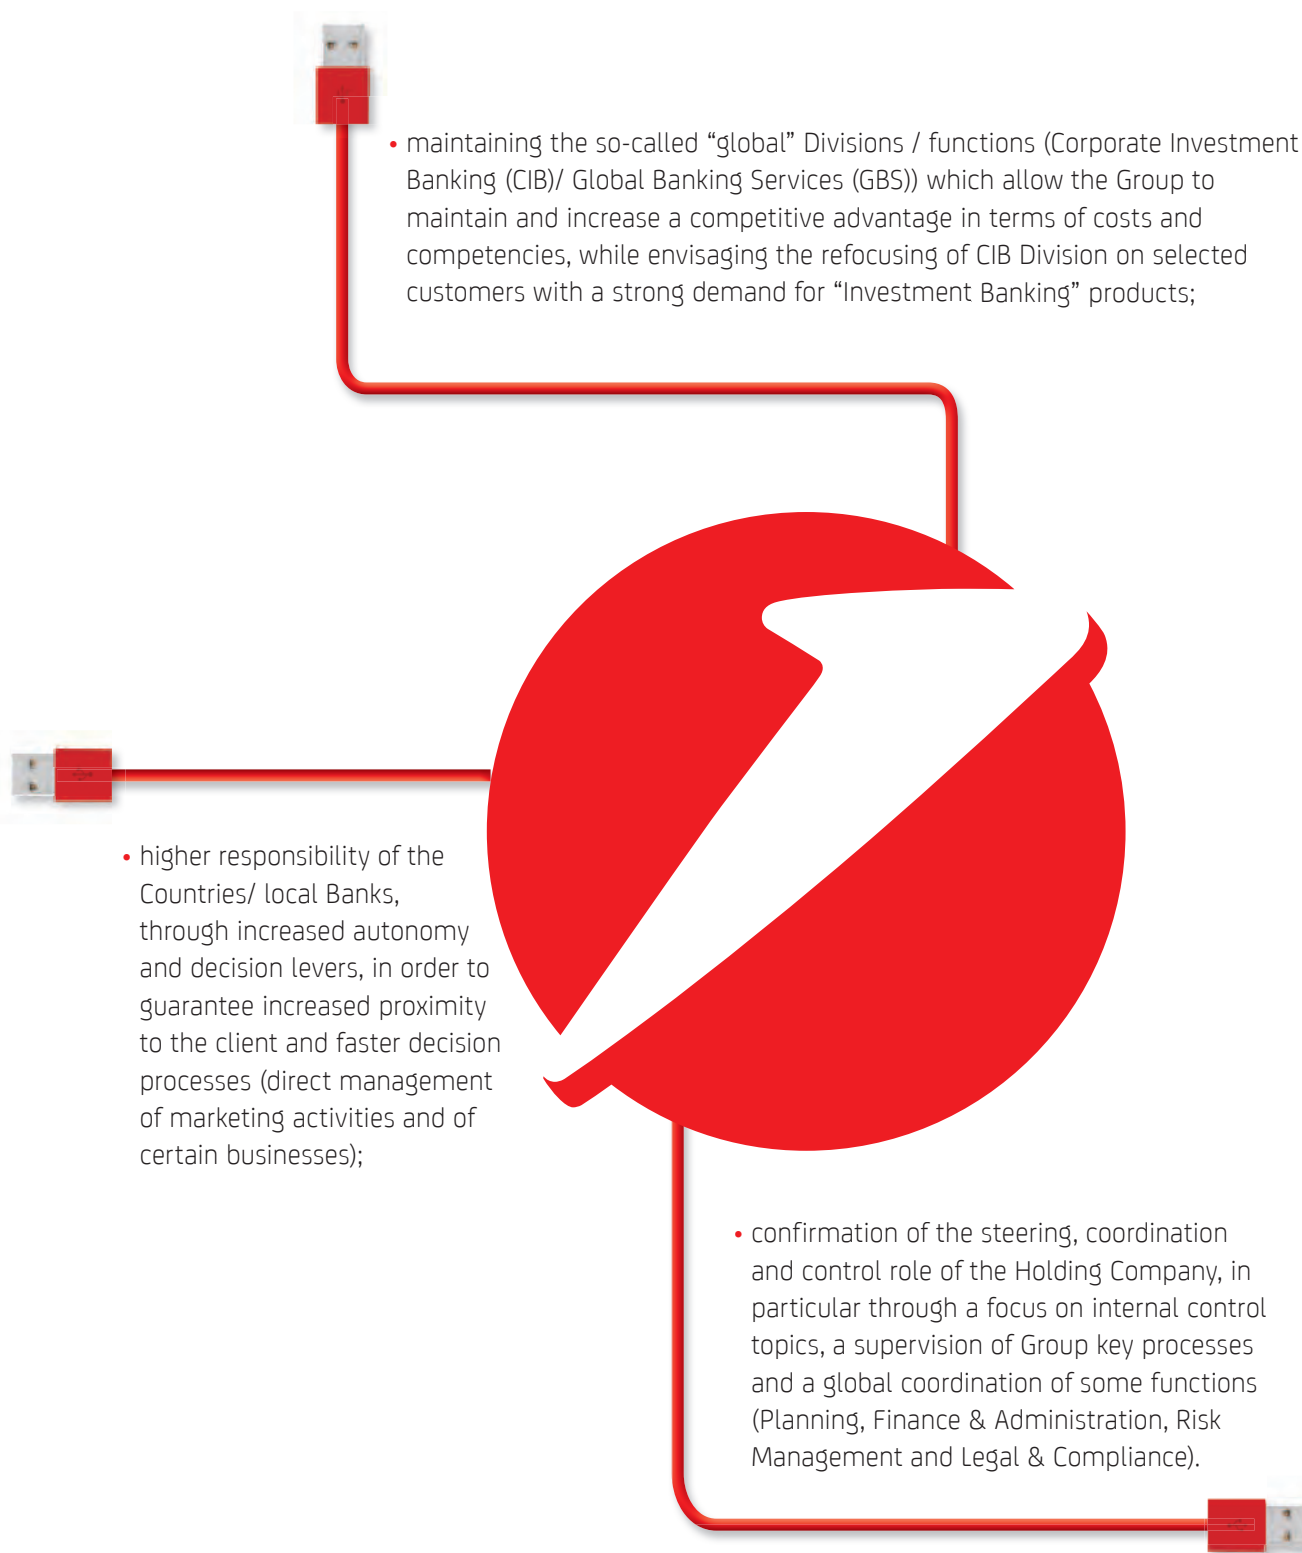 • maintaining the so-called “global” Divisions / functions (Corporate Investment
Banking (CIB)/ Global Banking Services (GBS)) which allow the Group to
maintain and increase a competitive advantage in terms of costs and
competencies, while envisaging the refocusing of CIB Division on selected
customers with a strong demand for “Investment Banking” products;
• higher responsibility of the
Countries/ local Banks,
through increased autonomy
and decision levers, in order to
guarantee increased proximity
to the client and faster decision
processes (direct management
of marketing activities and of
certain businesses);
• confirmation of the steering, coordination
and control role of the Holding Company, in
particular through a focus on internal control
topics, a supervision of Group key processes
and a global coordination of some functions
(Planning, Finance & Administration, Risk
Management and Legal & Compliance).